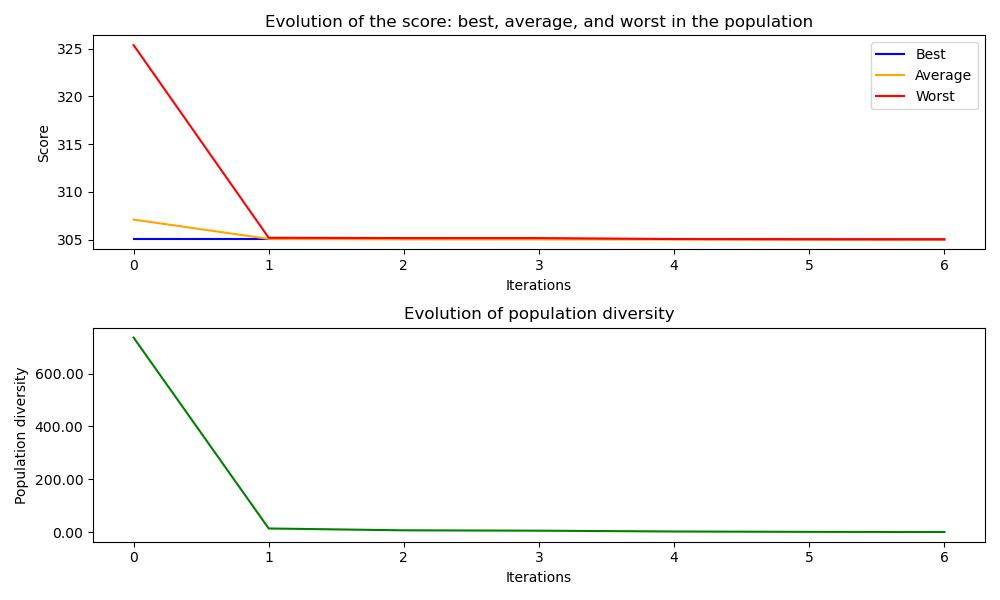 Evolution of the score: best, average, and worst in the population
Score
325
320
315
310
305
Best
Average
Worst
0 1 2 3 4 5 6
Iterations
Evolution of population diversity
Population diversity
600.00
400.00
200.00
0.00
0 1 2 3 4 5 6
Iterations